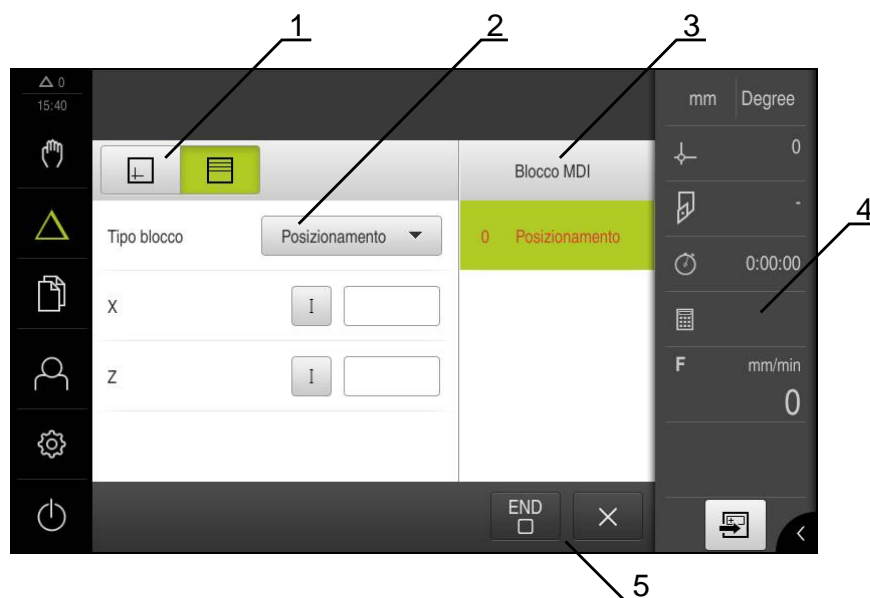 1 2 3
0
15:40
mm Degree
0
Blocco MDI
-
4
Tipo blocco Posizionamento
0 Posizionamento
0:00:00
X I
Z I
F mm/min
0
END
5